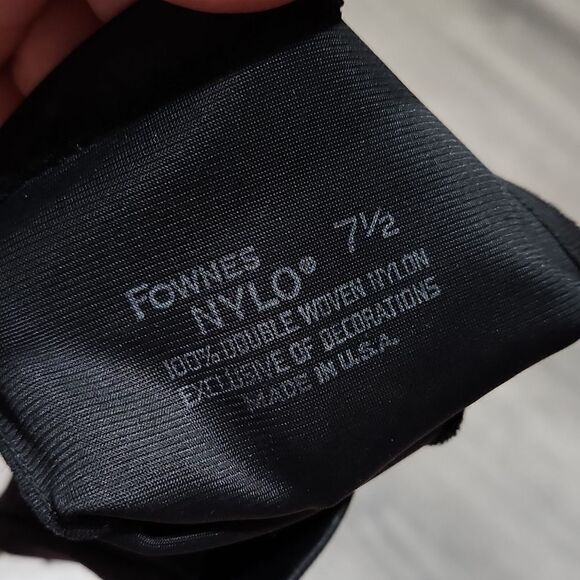 FOWNES
NYLO® 7½
100% DOUBLE WOVEN NYLON
EXCLUSIVE OF DECORATIONS
MADE IN U.S.A.